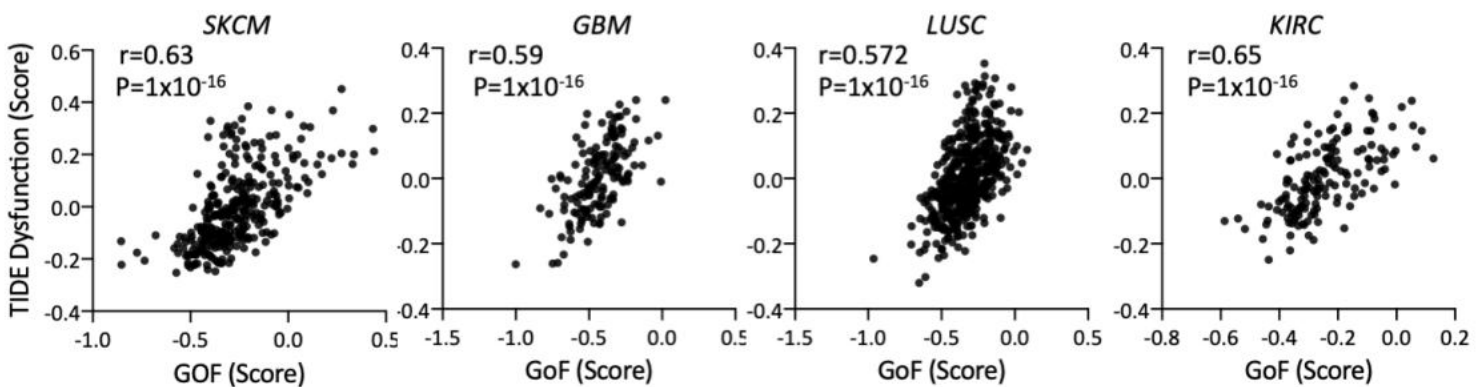 SKCM
GBM
LUSC
KIRC
TIDE Dysfunction (Score)
r=0.63
P=1x10-16
0.6
0.4
0.2
0.0
-0.2
-0.4
-1.0 -0.5 0.0 0.5
GOF (Score)
r=0.59
P=1x10-16
0.4
0.2
0.0
-0.2
-0.4
-1.5 -1.0 -0.5 0.0 0.5
GoF (Score)
r=0.572
P=1x10-16
0.4
0.2
0.0
-0.2
-0.4
-1.5 -1.0 -0.5 0.0 0.5
GoF (Score)
r=0.65
P=1x10-16
0.4
0.2
0.0
-0.2
-0.4
-0.8 -0.6 -0.4 -0.2 0.0 0.2
GoF (Score)